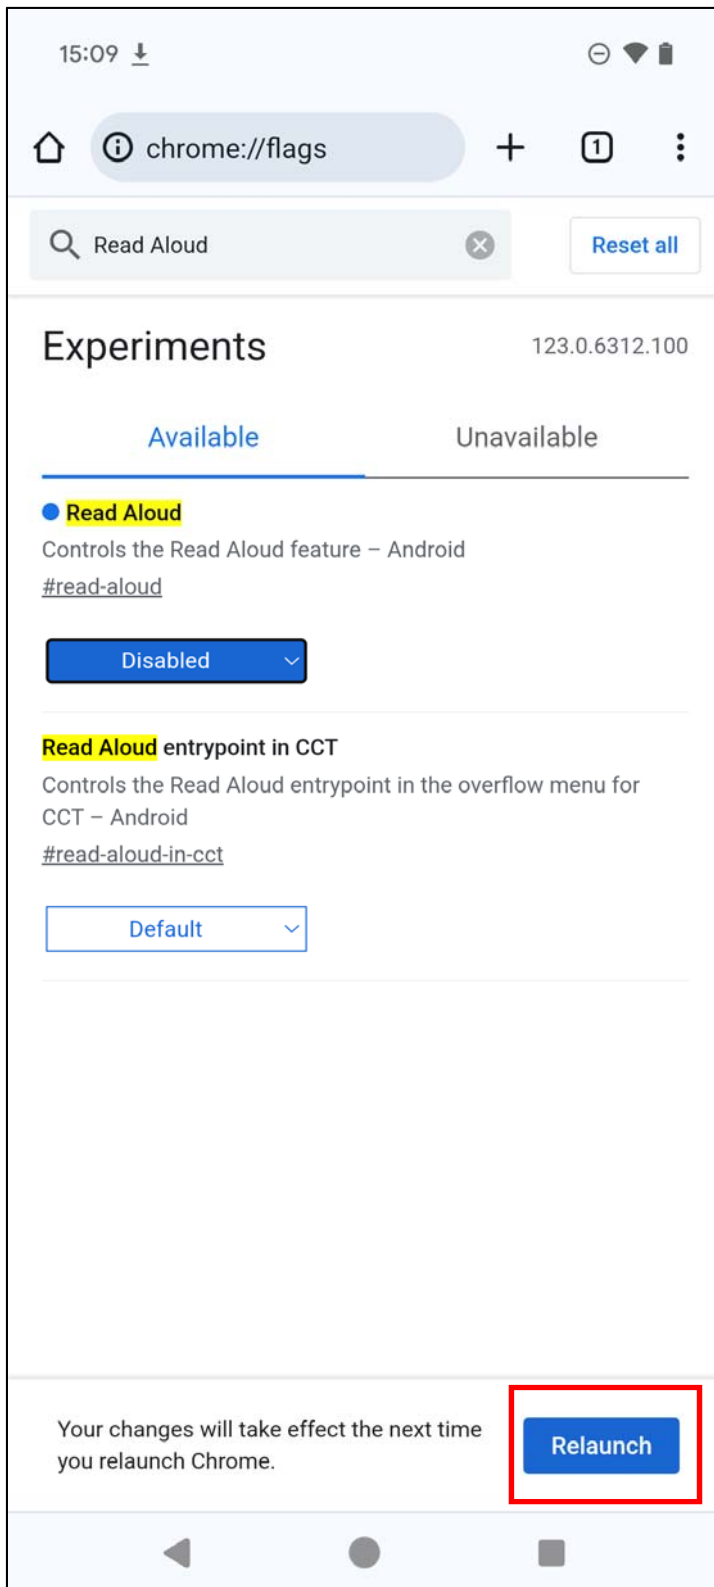 15:09
chrome://flags
1
Read Aloud
Reset all
Experiments
123.0.6312.100
Available
Unavailable
Read Aloud
Controls the Read Aloud feature – Android
#read-aloud
Disabled
Read Aloud entrypoint in CCT
Controls the Read Aloud entrypoint in the overflow menu for
CCT – Android
#read-aloud-in-cct
Default
Your changes will take effect the next time
you relaunch Chrome.
Relaunch